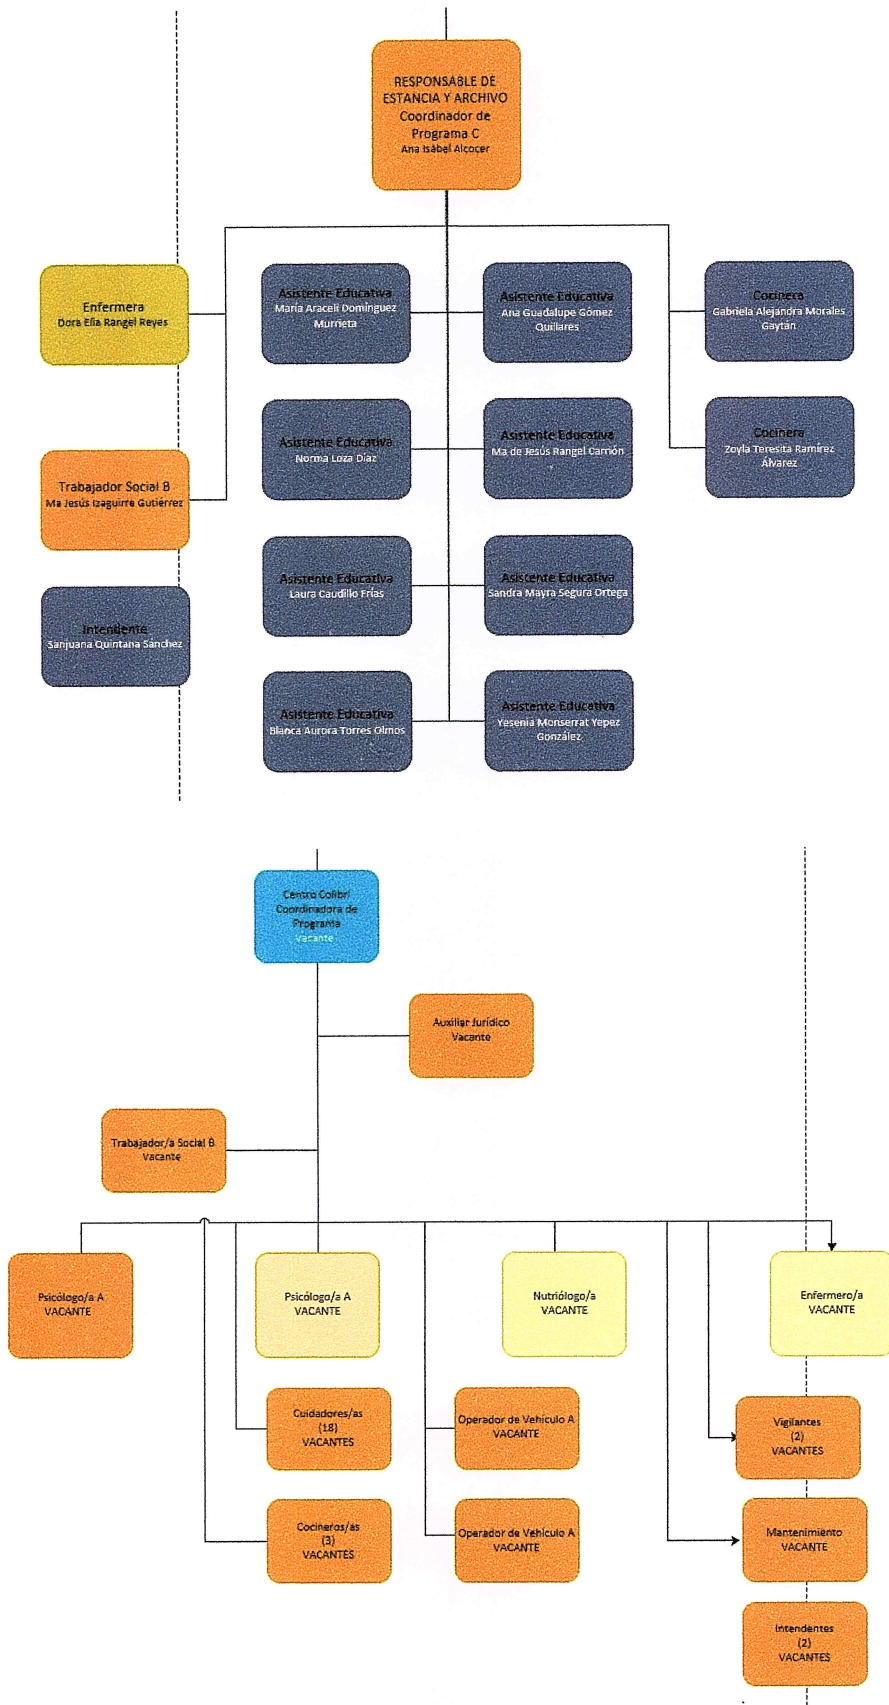 RESPONSABLE DE
ESTANCIA Y ARCHIVO
Coordinador de
Programa C
Ana Isabel Alcocer
Enfermera
Dora Elia Rangel Reyes
Asistente Educativa
María Araceli Domínguez
Murrieta
Asistente Educativa
Ana Guadalupe Gómez
Quillares
Cocinera
Gabriela Alejandra Morales
Gaytán
Asistente Educativa
Norma Loza Díaz
Asistente Educativa
Ma de Jesús Rangel Carrión
Cocinera
Zoyla Teresita Ramírez
Álvarez
Trabajador Social B
Ma Jesús Izaguirre Gutiérrez
Asistente Educativa
Laura Caudillo Frías
Asistente Educativa
Sandra Mayra Segura Ortega
Intendente
Sanjuana Quintana Sánchez
Asistente Educativa
Blanca Aurora Torres Olmos
Asistente Educativa
Yesenia Monserrat Yepez
González
Centro Colibrí
Coordinadora de
Programa
Vacante
Auxiliar Jurídico
Vacante
Trabajador/a Social B
Vacante
Psicólogo/a A
VACANTE
Psicólogo/a A
VACANTE
Nutriólogo/a
VACANTE
Enfermero/a
VACANTE
Cuidadores/as
(18)
VACANTES
Operador de Vehículo A
VACANTE
Vigilantes
(2)
VACANTES
Cocineros/as
(3)
VACANTES
Operador de Vehículo A
VACANTE
Mantenimiento
VACANTE
Intendentes
(2)
VACANTES